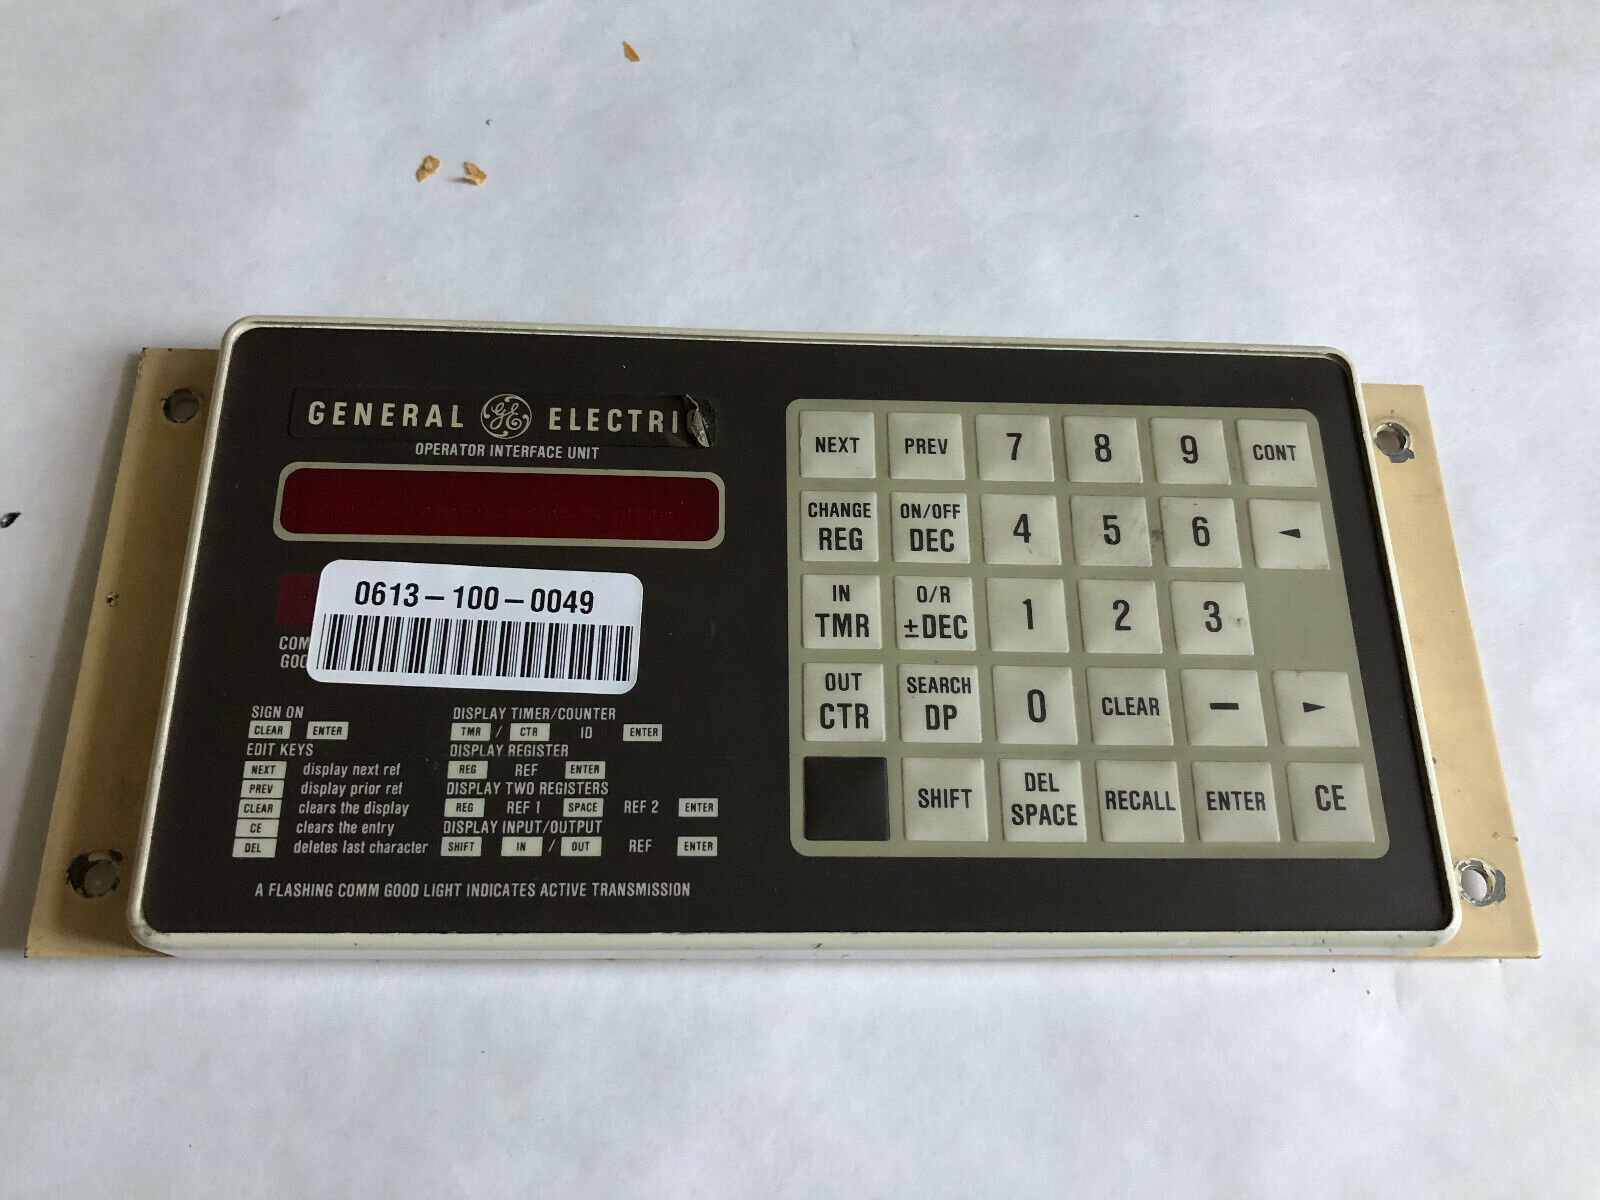 GENERAL GE ELECTRI
OPERATOR INTERFACE UNIT
0613-100-0049
COM
GOO
SIGN ON
CLEAR ENTER
EDIT KEYS
NEXT display next ref
PREV display prior ref
CLEAR clears the display
CE clears the entry
DEL deletes last character
DISPLAY TIMER/COUNTER
TMR / CTR ID ENTER
DISPLAY REGISTER
REG REF ENTER
DISPLAY TWO REGISTERS
REG REF 1 SPACE REF 2 ENTER
DISPLAY INPUT/OUTPUT
SHIFT IN / OUT REF ENTER
A FLASHING COMM GOOD LIGHT INDICATES ACTIVE TRANSMISSION
NEXT PREV 7 8 9 CONT
CHANGE ON/OFF
REG DEC 4 5 6 ◄
IN O/R
TMR ±DEC 1 2 3
OUT SEARCH
CTR DP 0 CLEAR – ►
SHIFT DEL RECALL ENTER CE
SPACE